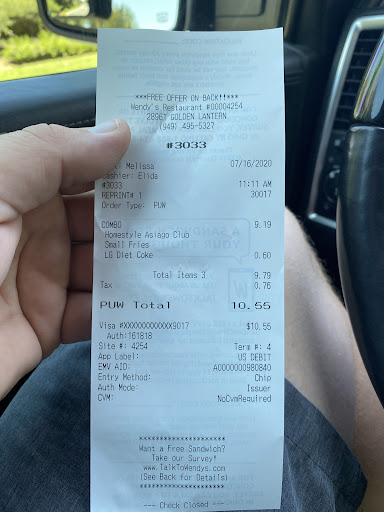 ***FREE OFFER ON BACK!!***
Wendy's Restaurant #00004254
28961 GOLDEN LANTERN
(949) 495-5327
#3033
: Melissa 07/16/2020
Cashier: Elida
#3033 11:11 AM
REPRINT# 1 30017
Order Type: PUW
COMBO 9.19
Homestyle Asiago Club
Small Fries
LG Diet Coke 0.60
Total Items 3 9.79
Tax 0.76
PUW Total 10.55
Visa #XXXXXXXXXXXX9017 $10.55
Auth:161818
Site #: 4254 Term #: 4
App Label: US DEBIT
EMV AID: A0000000980840
Entry Method: Chip
Auth Mode: Issuer
CVM: NoCvmRequired
**********************
Want a Free Sandwich?
Take our Survey!
www.TalkToWendys.com
(See Back for Details)
**********************
--- Check Closed ---